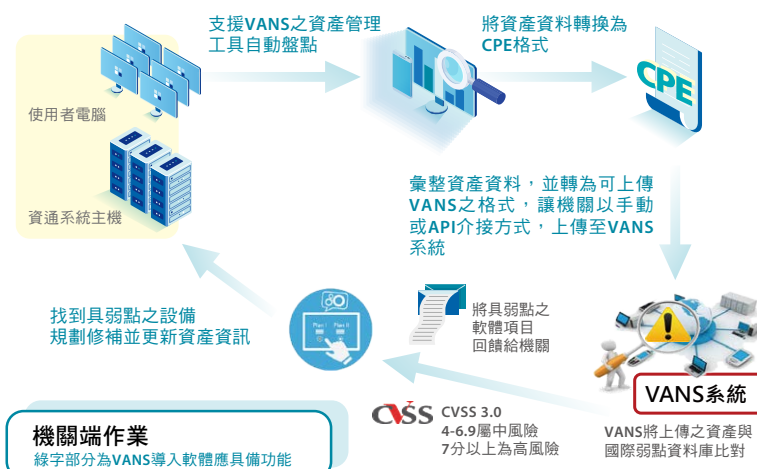 支援VANS之資產管理
工具自動盤點
將資產資料轉換為
CPE格式
CPE
使用者電腦
資通系統主機
彙整資產資料，並轉為可上傳
VANS之格式，讓機關以手動
或API介接方式，上傳至VANS
系統
找到具弱點之設備
規劃修補並更新資產資訊
Plan I Plan II
將具弱點之
軟體項目
回饋給機關
VANS系統
VANS將上傳之資產與
國際弱點資料庫比對
CVSS
CVSS 3.0
4-6.9屬中風險
7分以上為高風險
機關端作業
綠字部分為VANS導入軟體應具備功能